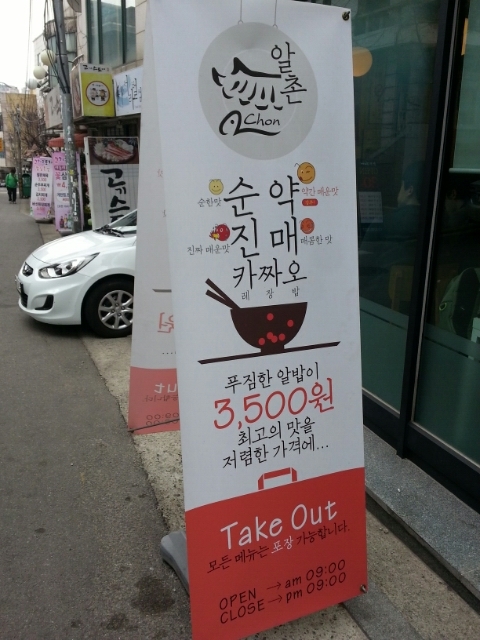 알촌
Chon
순한맛 순 약 약간 매운맛
진짜 매운맛 진 매 매콤한 맛
카 짜 오
레 장 밥
푸짐한 알밥이
3,500원
최고의 맛을
저렴한 가격에...
Take Out
모든 메뉴는 포장 가능합니다.
OPEN → am 09:00
CLOSE → pm 09:00